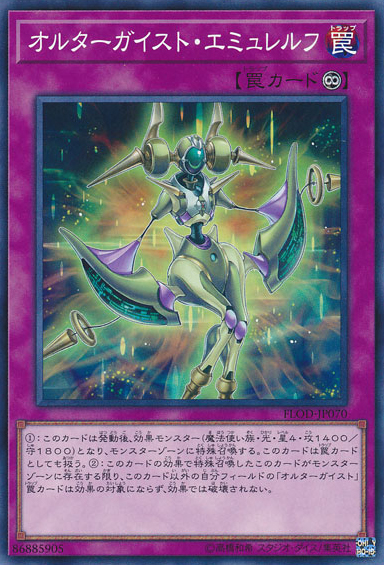 オルターガイスト・エミュレルフ
トラップ
罠
【罠カード∞】
FLOD-JP070
①:このカードは発動後、効果モンスター(魔法使い族・光・星4・攻1400/
守1800)となり、モンスターゾーンに特殊召喚する。このカードは罠カード
としても扱う。②:このカードの効果で特殊召喚したこのカードがモンスター
ゾーンに存在する限り、このカード以外の自分フィールドの「オルターガイスト」
罠カードは効果の対象にならず、効果では破壊されない。
86885905
©高橋和希 スタジオ・ダイス/集英社